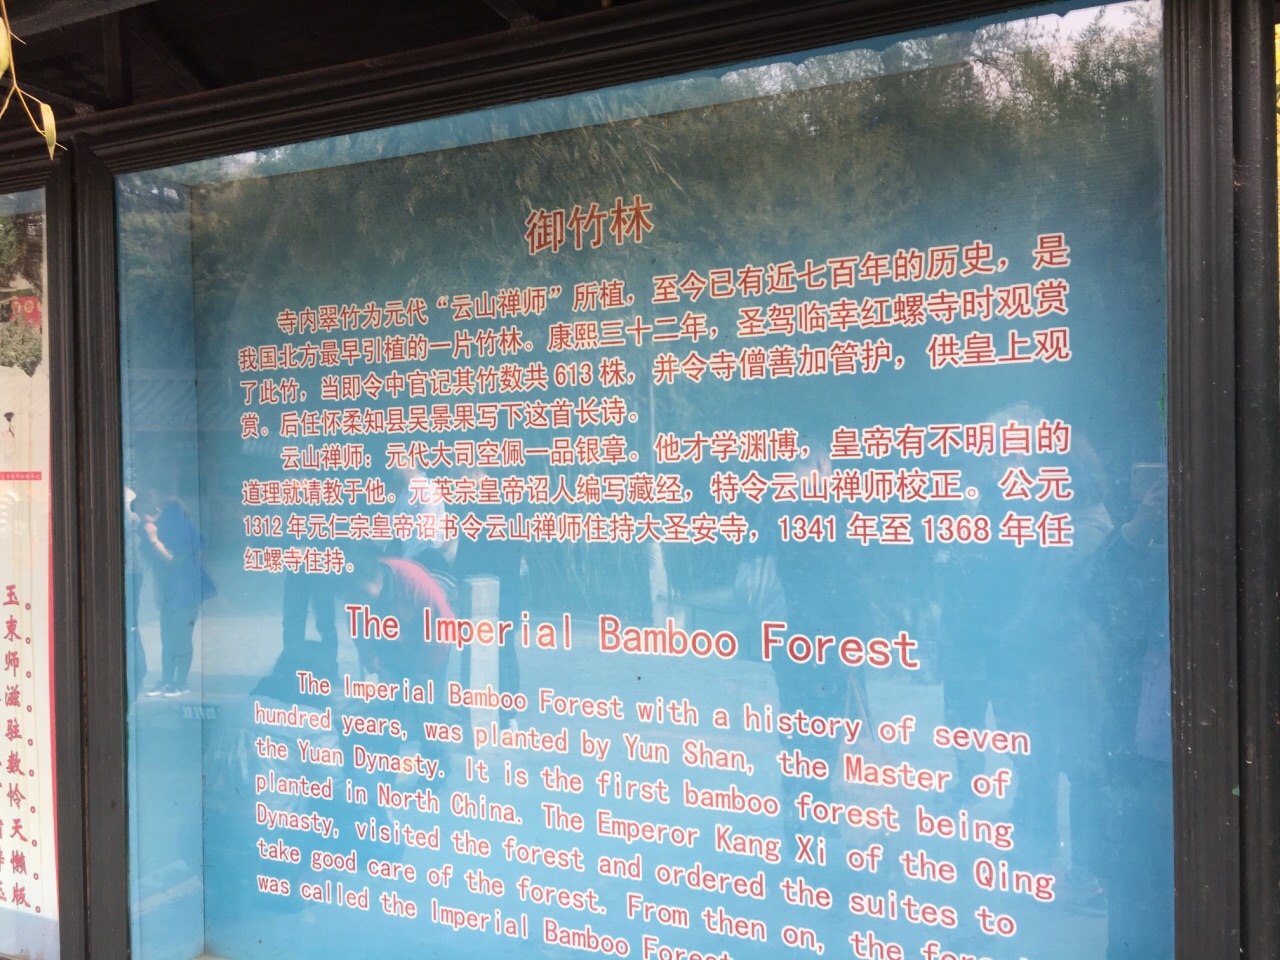 御竹林
寺内翠竹为元代“云山禅师”所植，至今已有近七百年的历史，是
我国北方最早引植的一片竹林。康熙三十二年，圣驾临幸红螺寺时观赏
了此竹，当即令中官记其竹数共613株，并令寺僧善加管护，供皇上观
赏。后任怀柔知县吴景果写下这首长诗。
云山禅师：元代大司空佩一品银章。他才学渊博，皇帝有不明白的
道理就请教于他。元英宗皇帝诏人编写藏经，特令云山禅师校正。公元
1312年元仁宗皇帝诏书令云山禅师住持大圣安寺，1341年至1368年任
红螺寺住持。
The Imperial Bamboo Forest
The Imperial Bamboo Forest with a history of seven
hundred years, was planted by Yun Shan, the Master of
the Yuan Dynasty. It is the first bamboo forest being
planted in North China. The Emperor Kang Xi of the Qing
Dynasty, visited the forest and ordered the suites to
take good care of the forest. From then on, the
was called the Imperial Bamboo
玉
束
师。
滋。
驻。
数。
怜。
天。
懒。
版。